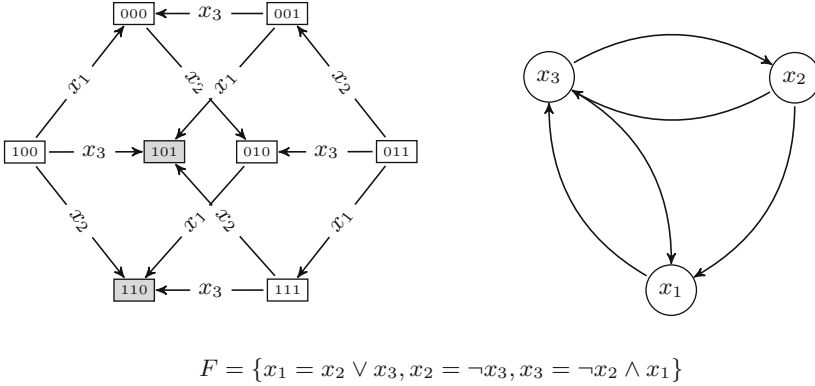 000 x₃ 001
x₁ x₂ x₁ x₂
100 x₃ 101 010 x₃ 011
x₂ x₁ x₂ x₁
110 x₃ 111
x₃ x₂
x₁
F = {x₁ = x₂ ∨ x₃, x₂ = ¬x₃, x₃ = ¬x₂ ∧ x₁}